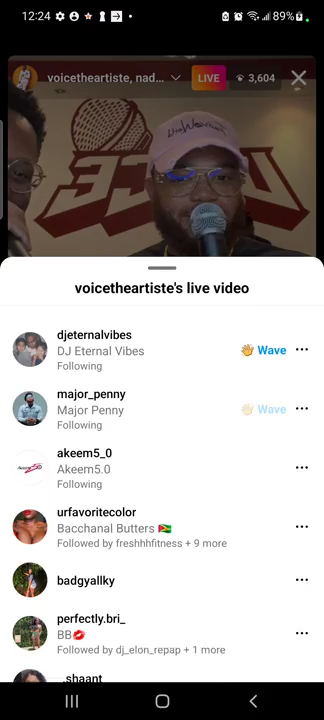 12:24
89%
voicetheartiste, nad...
LIVE
3,604
voicetheartiste's live video
djeternalvibes
DJ Eternal Vibes
Following
Wave
major_penny
Major Penny
Following
Wave
akeem5_0
Akeem5.0
Following
urfavoritecolor
Bacchanal Butters 🇬🇾
Followed by freshhhfitness + 9 more
badgyallky
perfectly.bri_
BB💋
Followed by dj_elon_repap + 1 more